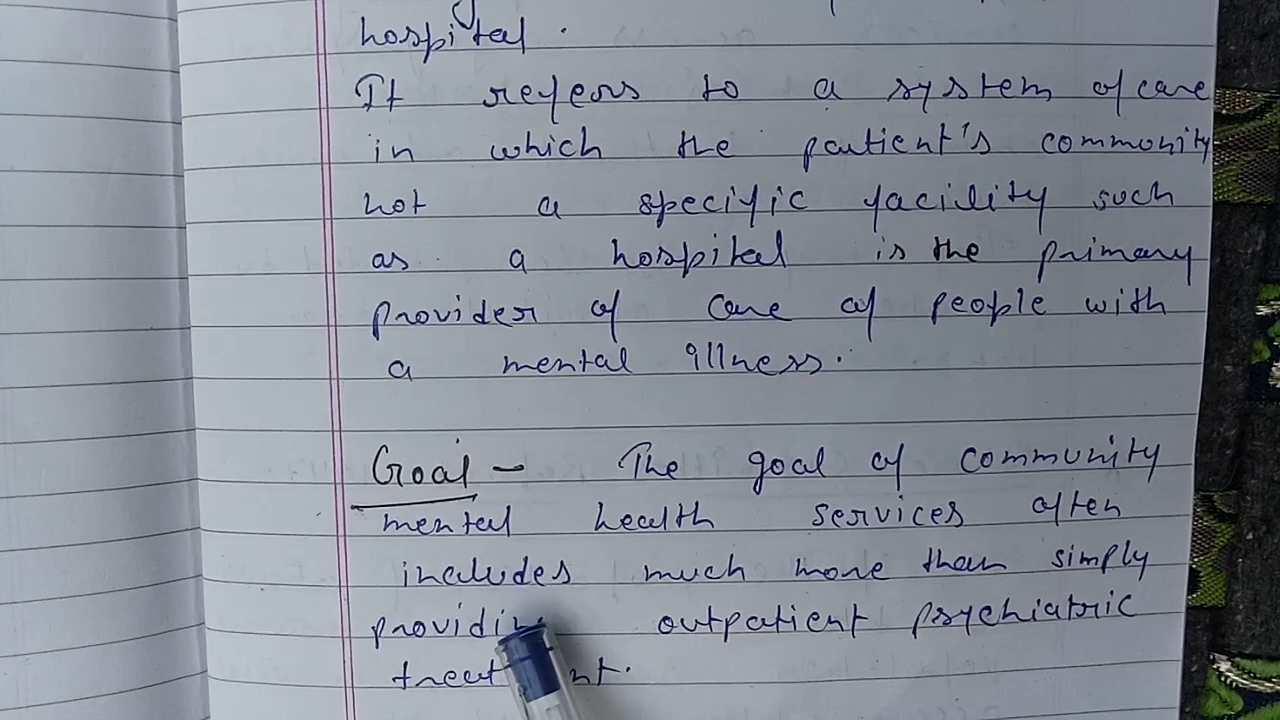 hospital.
It refers to a system of care
in which the patient's community
not a specific facility such
as a hospital is the primary
provider of care of people with
a mental illness.
Goal - The goal of community
mental health services often
includes much more than simply
outpatient psychiatric